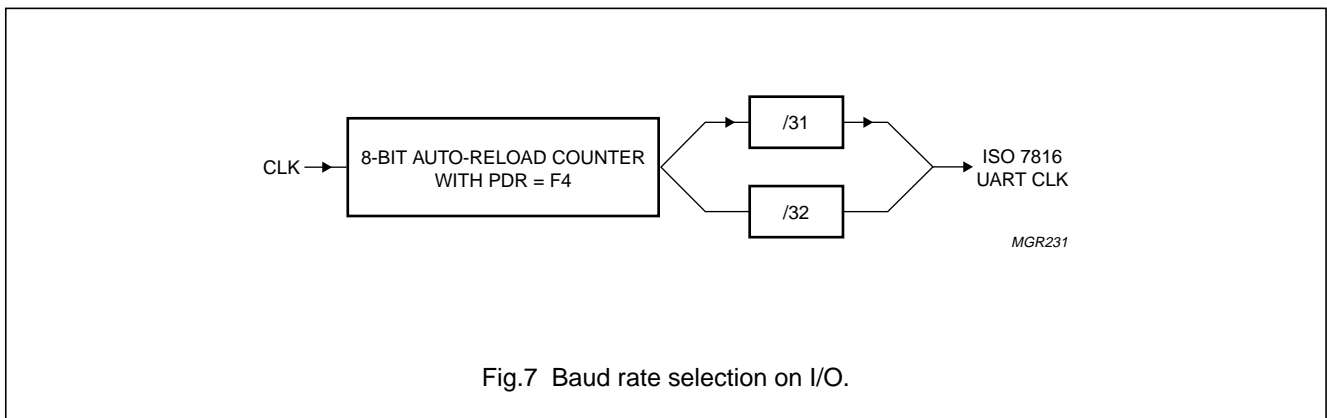 CLK
8-BIT AUTO-RELOAD COUNTER
WITH PDR = F4
/31
/32
ISO 7816
UART CLK
MGR231
Fig.7 Baud rate selection on I/O.